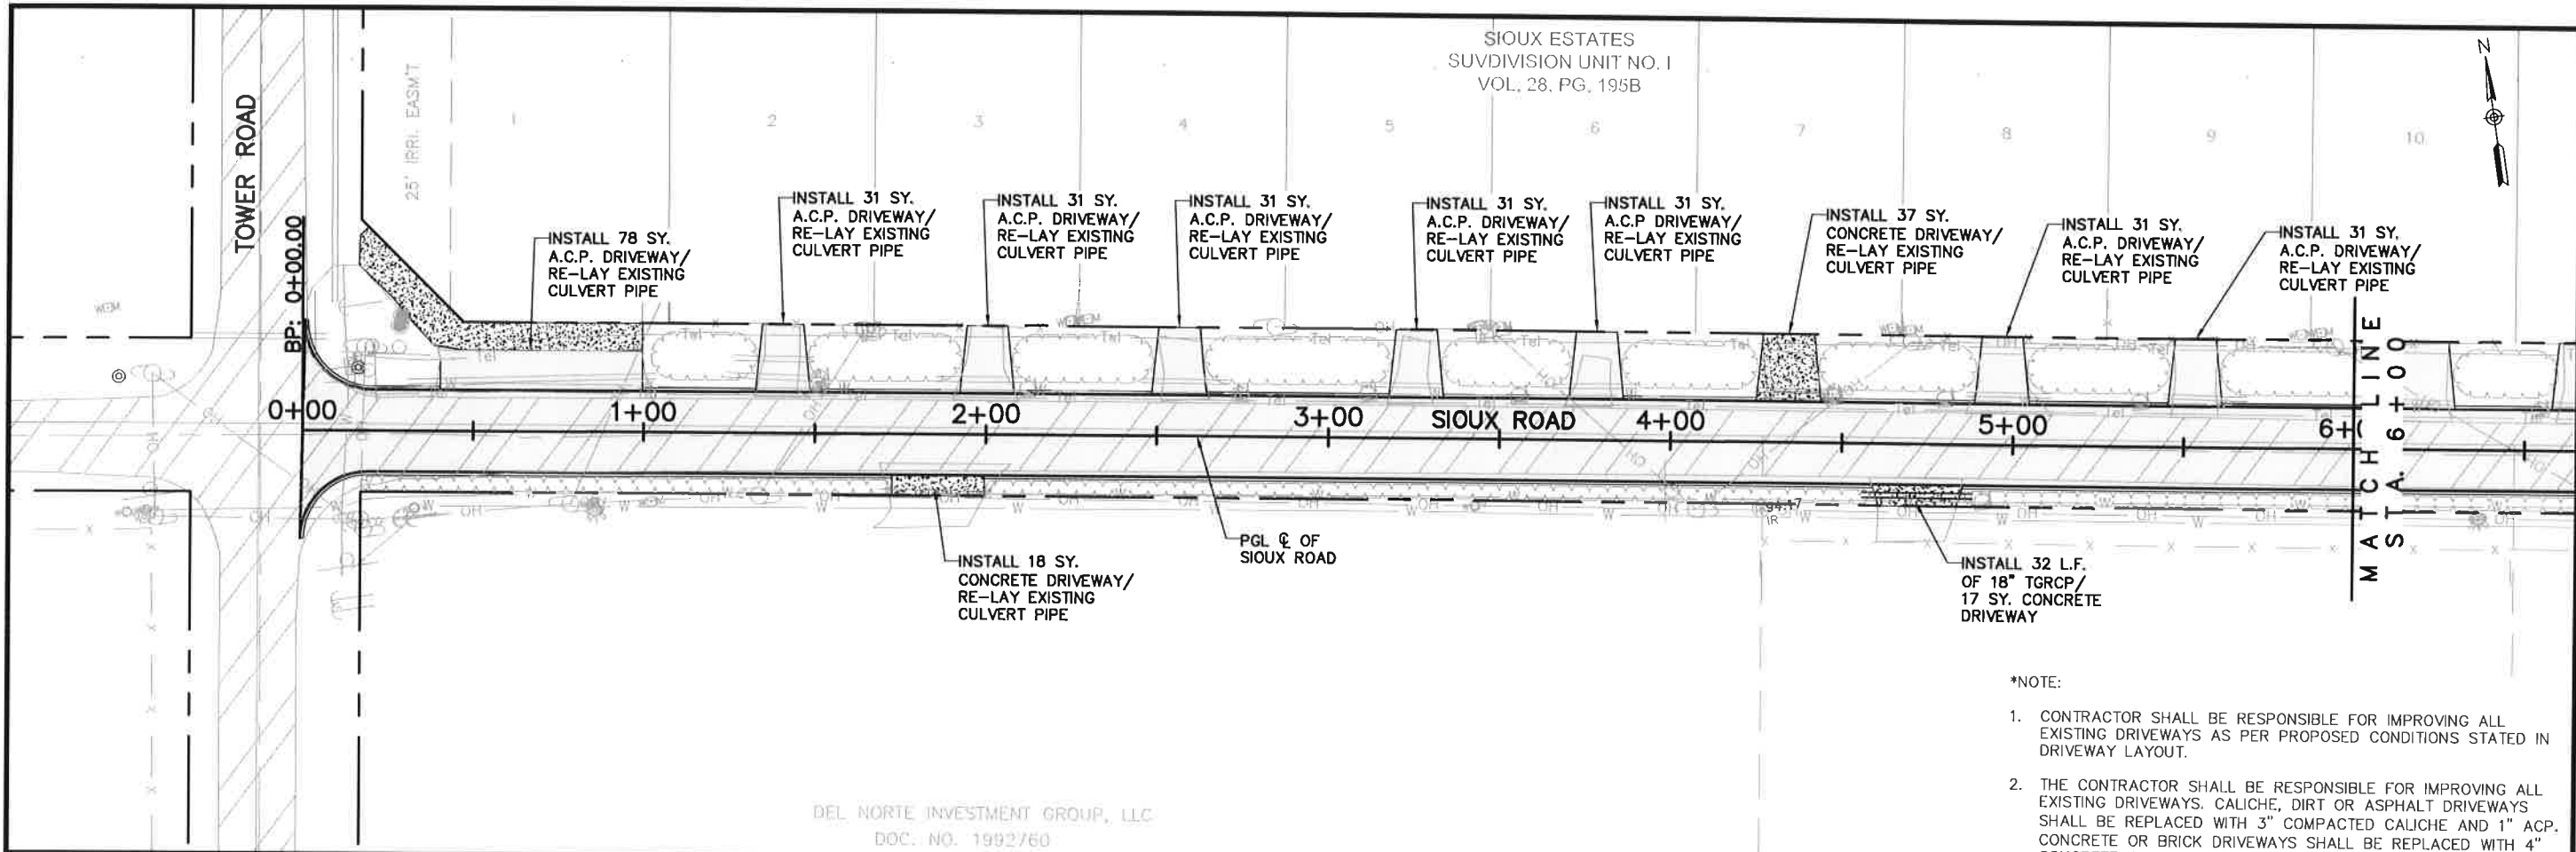 SIOUX ESTATES
SUVDIVISION UNIT NO. I
VOL. 28, PG. 195B
N
TOWER ROAD
25' IRRI. EASM'T
1
2
3
4
5
6
7
8
9
10
BP: 0+00.00
INSTALL 78 SY.
A.C.P. DRIVEWAY/
RE-LAY EXISTING
CULVERT PIPE
INSTALL 31 SY.
A.C.P. DRIVEWAY/
RE-LAY EXISTING
CULVERT PIPE
INSTALL 31 SY.
A.C.P. DRIVEWAY/
RE-LAY EXISTING
CULVERT PIPE
INSTALL 31 SY.
A.C.P. DRIVEWAY/
RE-LAY EXISTING
CULVERT PIPE
INSTALL 31 SY.
A.C.P. DRIVEWAY/
RE-LAY EXISTING
CULVERT PIPE
INSTALL 31 SY.
A.C.P DRIVEWAY/
RE-LAY EXISTING
CULVERT PIPE
INSTALL 37 SY.
CONCRETE DRIVEWAY/
RE-LAY EXISTING
CULVERT PIPE
INSTALL 31 SY.
A.C.P. DRIVEWAY/
RE-LAY EXISTING
CULVERT PIPE
INSTALL 31 SY.
A.C.P. DRIVEWAY/
RE-LAY EXISTING
CULVERT PIPE
0+00
1+00
2+00
3+00
SIOUX ROAD
4+00
5+00
6+0
MATCH LINE
STA. 6+00
INSTALL 18 SY.
CONCRETE DRIVEWAY/
RE-LAY EXISTING
CULVERT PIPE
PGL ℄ OF
SIOUX ROAD
94.17
IR
INSTALL 32 L.F.
OF 18" TGRCP/
17 SY. CONCRETE
DRIVEWAY
DEL NORTE INVESTMENT GROUP, LLC
DOC. NO. 1992760
*NOTE:
1. CONTRACTOR SHALL BE RESPONSIBLE FOR IMPROVING ALL
EXISTING DRIVEWAYS AS PER PROPOSED CONDITIONS STATED IN
DRIVEWAY LAYOUT.
2. THE CONTRACTOR SHALL BE RESPONSIBLE FOR IMPROVING ALL
EXISTING DRIVEWAYS. CALICHE, DIRT OR ASPHALT DRIVEWAYS
SHALL BE REPLACED WITH 3" COMPACTED CALICHE AND 1" ACP.
CONCRETE OR BRICK DRIVEWAYS SHALL BE REPLACED WITH 4"